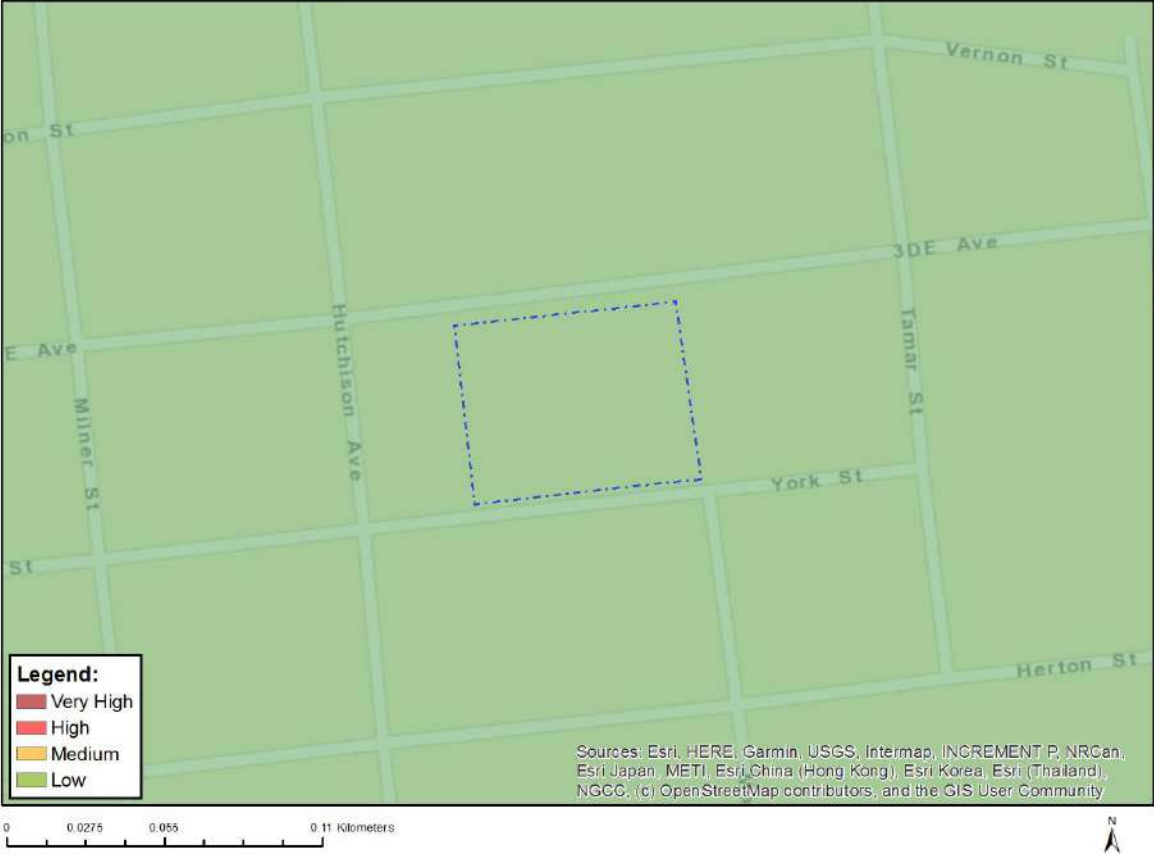 Vernon St
on St
3DE Ave
E Ave
Hutchison Ave
Tamar St
Milner St
York St
St
Herton St
Legend:
Very High
High
Medium
Low
Sources: Esri, HERE, Garmin, USGS, Intermap, INCREMENT P, NRCan,
Esri Japan, METI, Esri China (Hong Kong), Esri Korea, Esri (Thailand),
NGCC, (c) OpenStreetMap contributors, and the GIS User Community
0 0.0275 0.055 0.11 Kilometers
N